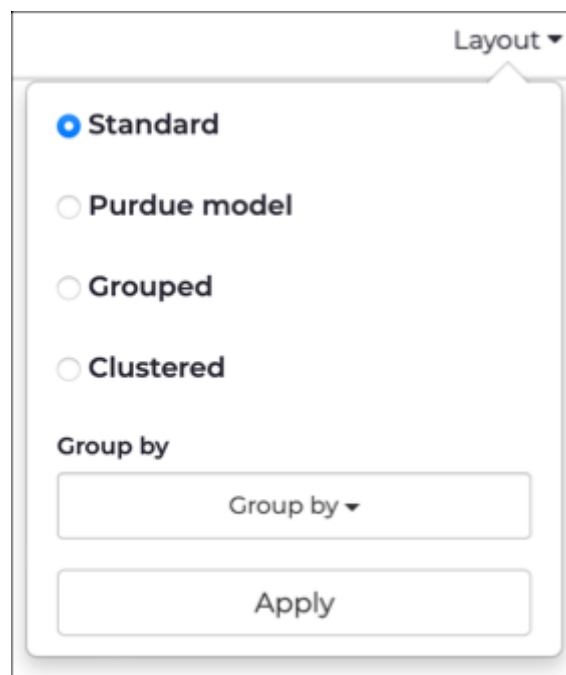 Layout
Standard
Purdue model
Grouped
Clustered
Group by
Group by
Apply